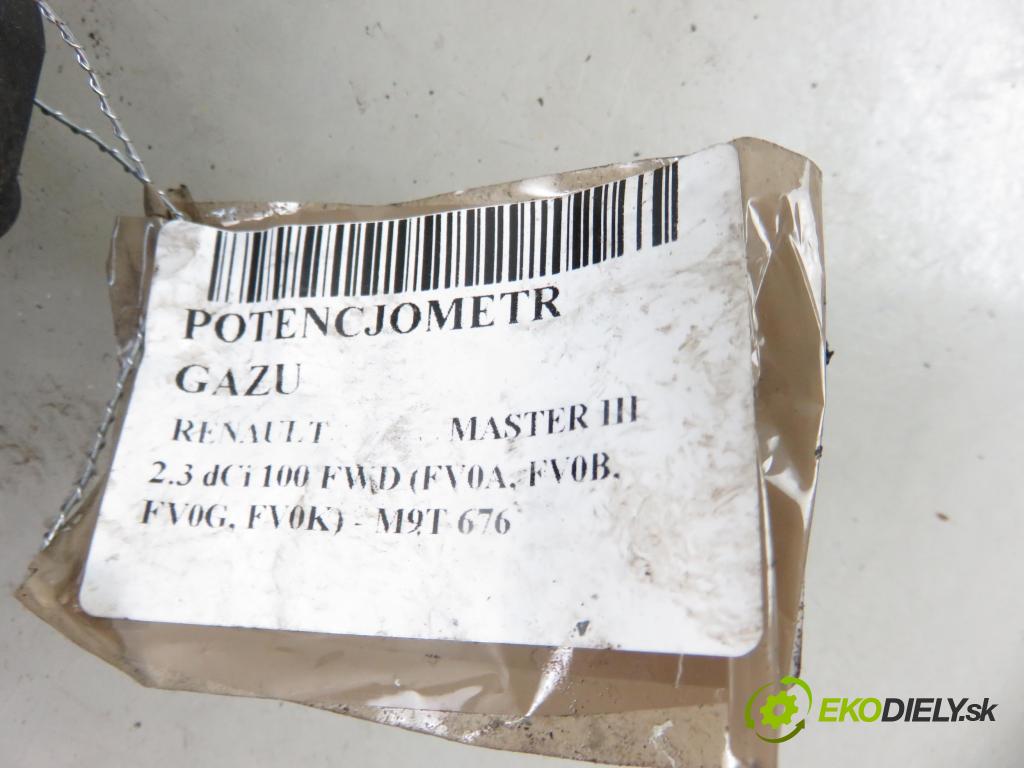 POTENCJOMETR
GAZU
RENAULT MASTER III
2.3 dCi 100 FWD (FV0A, FV0B,
FV0G, FV0K) - M9T 676
EKODIELY.sk